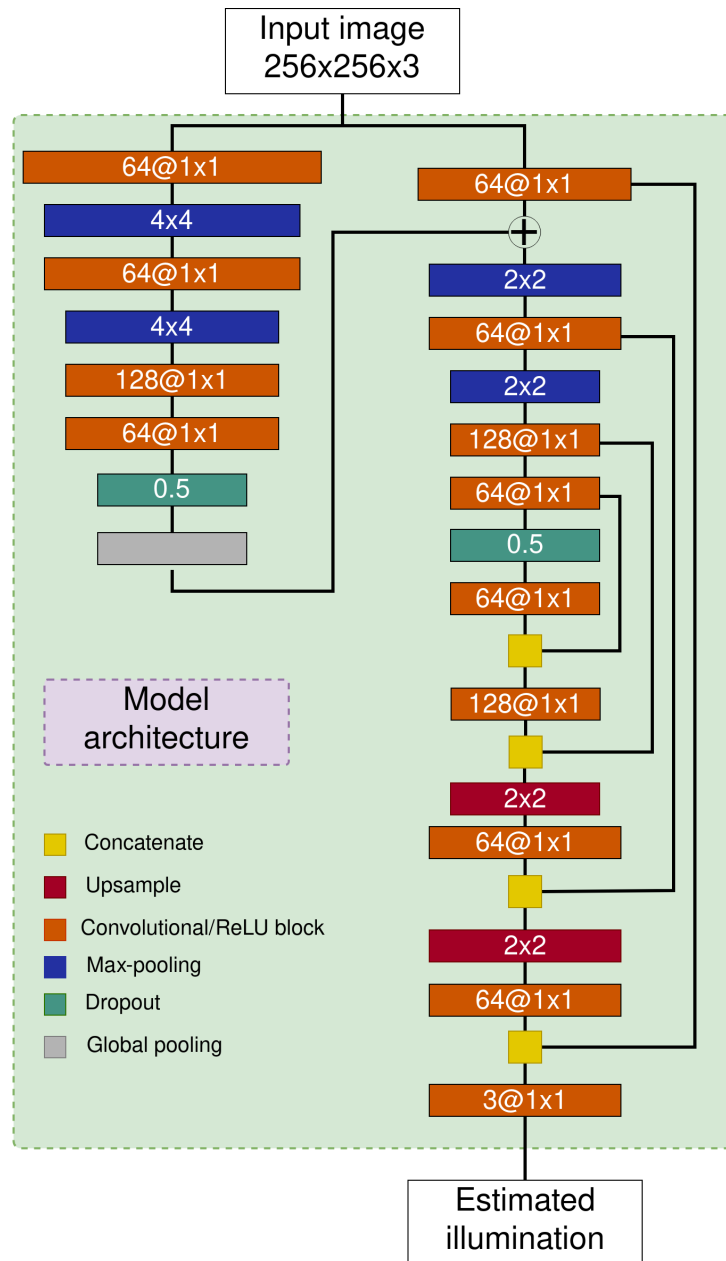 Input image
256x256x3
64@1x1
4x4
64@1x1
4x4
128@1x1
64@1x1
0.5
64@1x1
2x2
64@1x1
2x2
128@1x1
64@1x1
0.5
64@1x1
128@1x1
2x2
64@1x1
2x2
64@1x1
3@1x1
Model
architecture
Concatenate
Upsample
Convolutional/ReLU block
Max-pooling
Dropout
Global pooling
Estimated
illumination